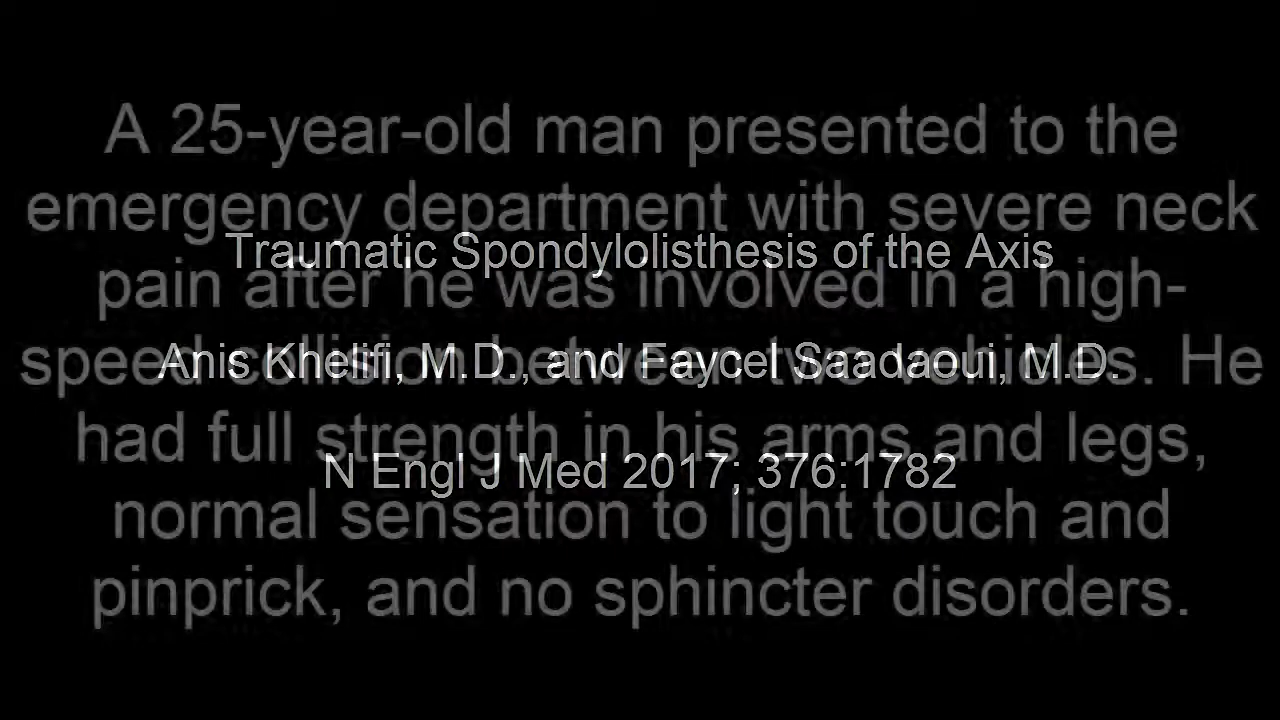 A 25-year-old man presented to the
emergency department with severe neck
pain after he was involved in a high-
speed collision between two vehicles. He
had full strength in his arms and legs,
normal sensation to light touch and
pinprick, and no sphincter disorders.
Traumatic Spondylolisthesis of the Axis
Anis Khelifi, M.D., and Faycel Saadaoui, M.D.
N Engl J Med 2017; 376:1782